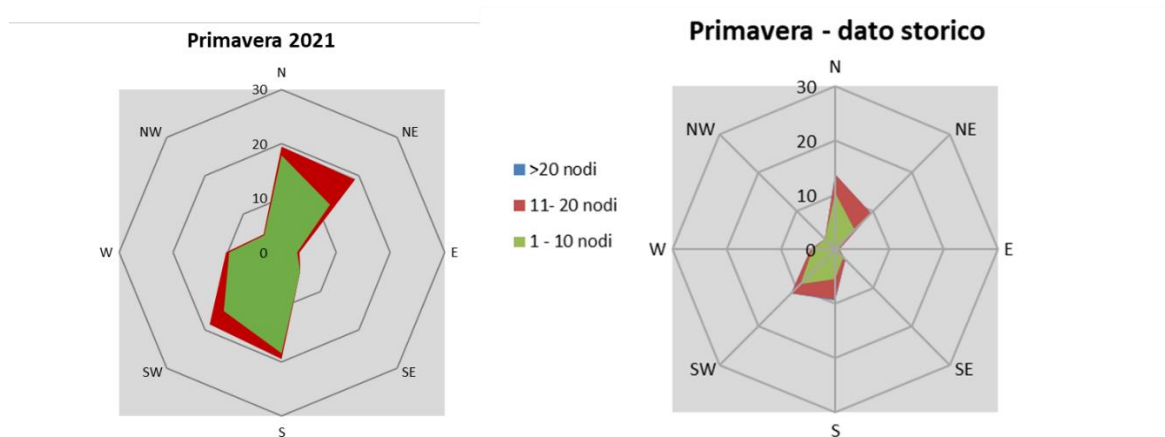 Primavera 2021
N
30
NW
NE
20
10
W
0
E
SW
SE
S
>20 nodi
11- 20 nodi
1 - 10 nodi
Primavera - dato storico
N
30
NW
NE
20
10
W
0
E
SW
SE
S